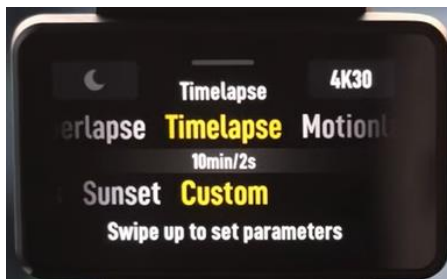 4K30
Timelapse
erlapse Timelapse Motionl
10min/2s
Sunset Custom
Swipe up to set parameters